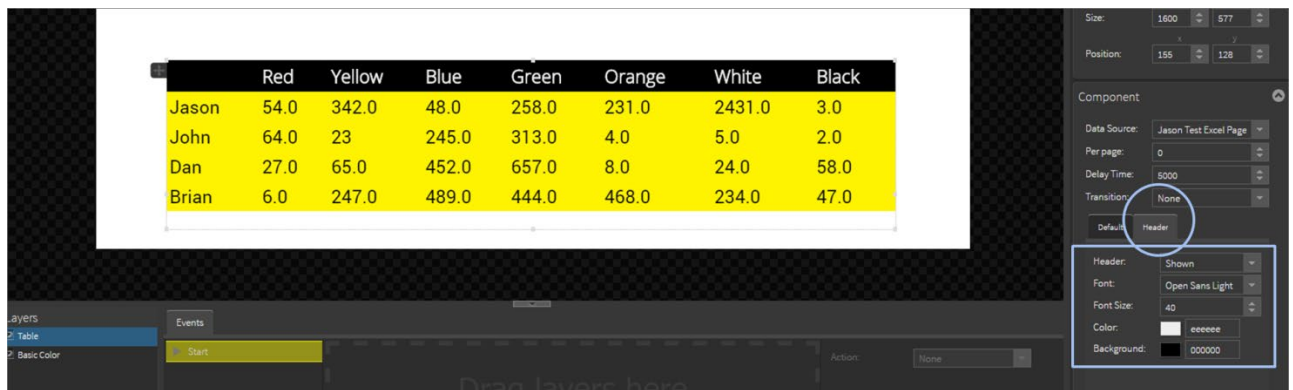 Size: 1600 577
x y
Position: 155 128
Red Yellow Blue Green Orange White Black
Jason 54.0 342.0 48.0 258.0 231.0 2431.0 3.0
John 64.0 23 245.0 313.0 4.0 5.0 2.0
Dan 27.0 65.0 452.0 657.0 8.0 24.0 58.0
Brian 6.0 247.0 489.0 444.0 468.0 234.0 47.0
Component
Data Source: Jason Test Excel Page
Per page: 0
Delay Time: 5000
Transition: None
Default Header
Header: Shown
Font: Open Sans Light
Font Size: 40
Color: eeeeee
Background: 000000
Layers
Table
Basic Color
Events
Start
Drag layers here
Action: None